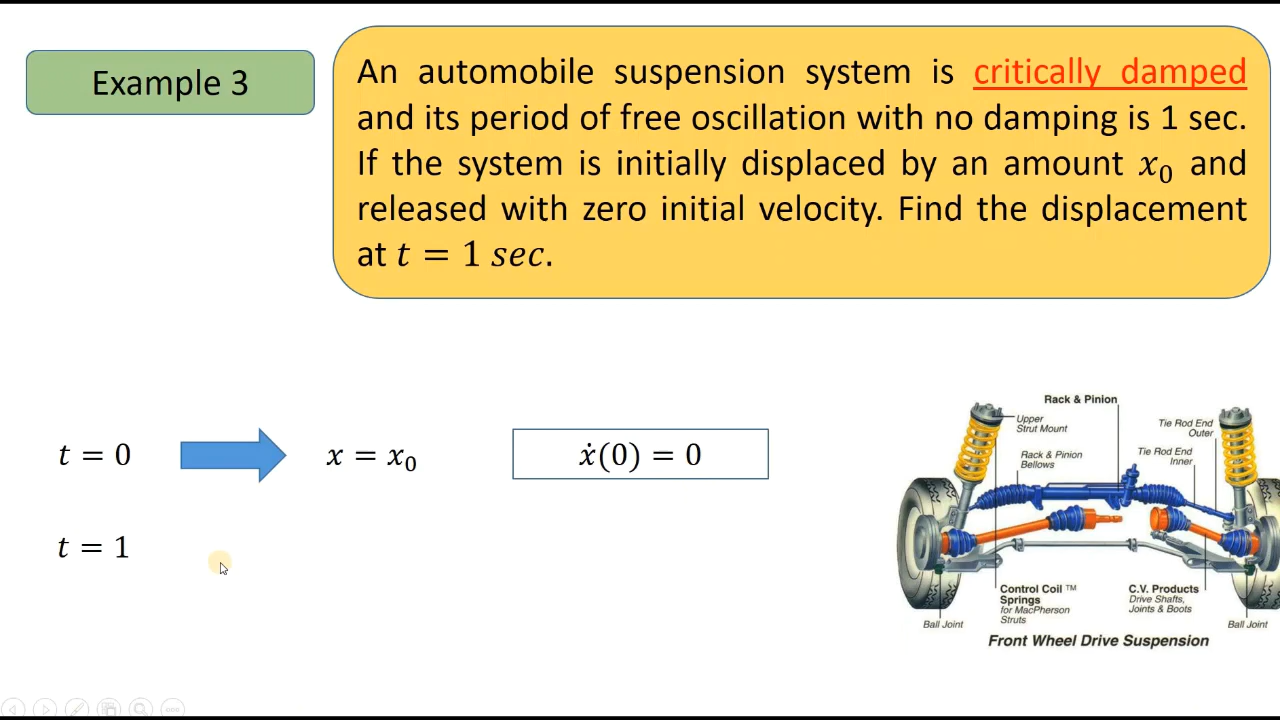 Example 3
An automobile suspension system is critically damped
and its period of free oscillation with no damping is 1 sec.
If the system is initially displaced by an amount x₀ and
released with zero initial velocity. Find the displacement
at t = 1 sec.
t = 0
x = x₀
ẋ(0) = 0
t = 1
Rack & Pinion
Upper
Strut Mount
Rack & Pinion
Bellows
Tie Rod End
Outer
Tie Rod End
Inner
Control Coil ™
Springs
for MacPherson
Struts
C.V. Products
Drive Shafts,
Joints & Boots
Ball Joint
Ball Joint
Front Wheel Drive Suspension